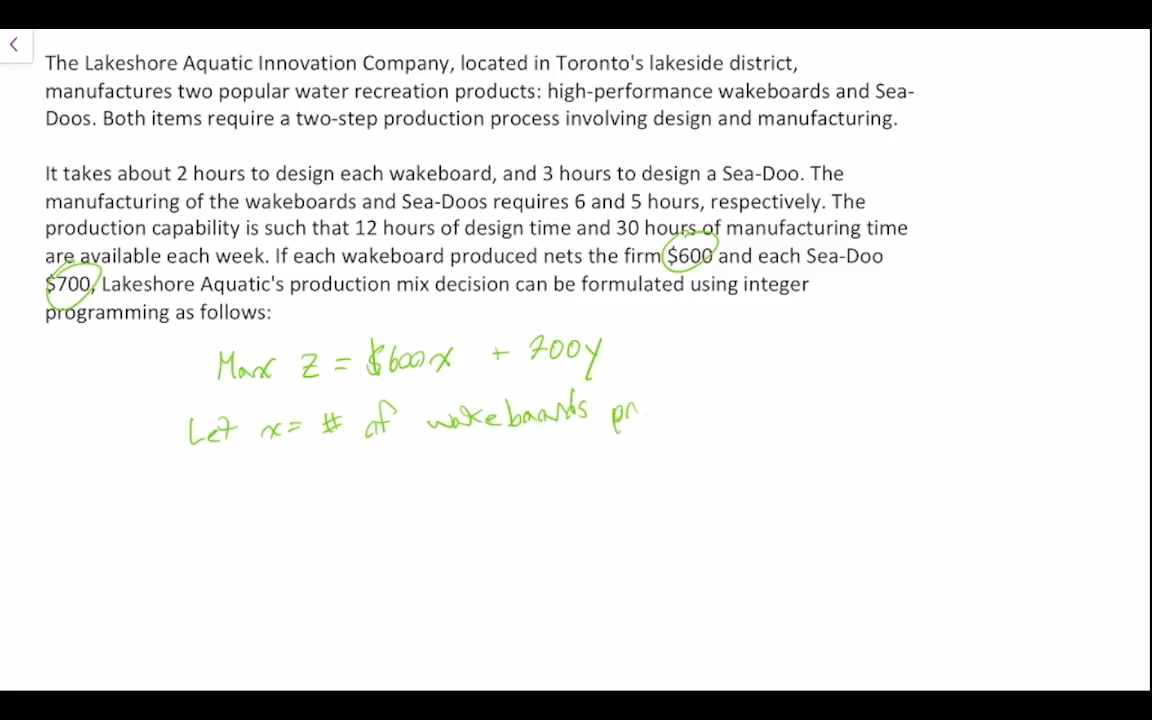 The Lakeshore Aquatic Innovation Company, located in Toronto's lakeside district,
manufactures two popular water recreation products: high-performance wakeboards and Sea-
Doos. Both items require a two-step production process involving design and manufacturing.
It takes about 2 hours to design each wakeboard, and 3 hours to design a Sea-Doo. The
manufacturing of the wakeboards and Sea-Doos requires 6 and 5 hours, respectively. The
production capability is such that 12 hours of design time and 30 hours of manufacturing time
are available each week. If each wakeboard produced nets the firm $600 and each Sea-Doo
$700, Lakeshore Aquatic's production mix decision can be formulated using integer
programming as follows:
Max Z = $600x + 700y
Let x = # of wakeboards pr